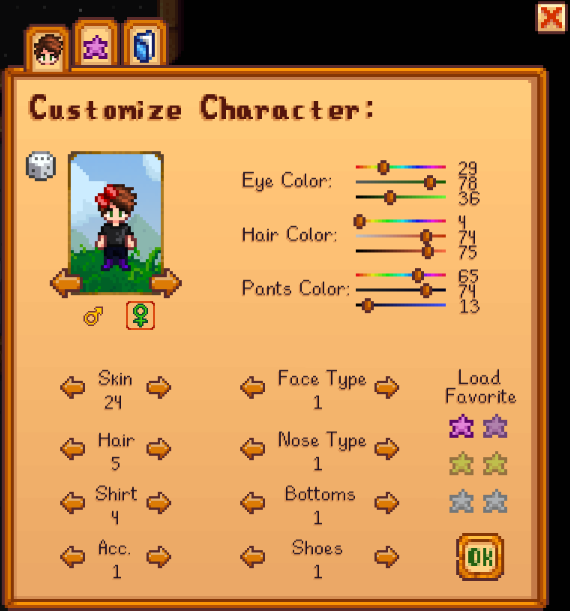 Customize Character:
Eye Color:
29
78
36
Hair Color:
4
74
75
Pants Color:
65
74
13
Skin
24
Face Type
1
Load
Favorite
Hair
5
Nose Type
1
Shirt
4
Bottoms
1
Acc.
1
Shoes
1
OK